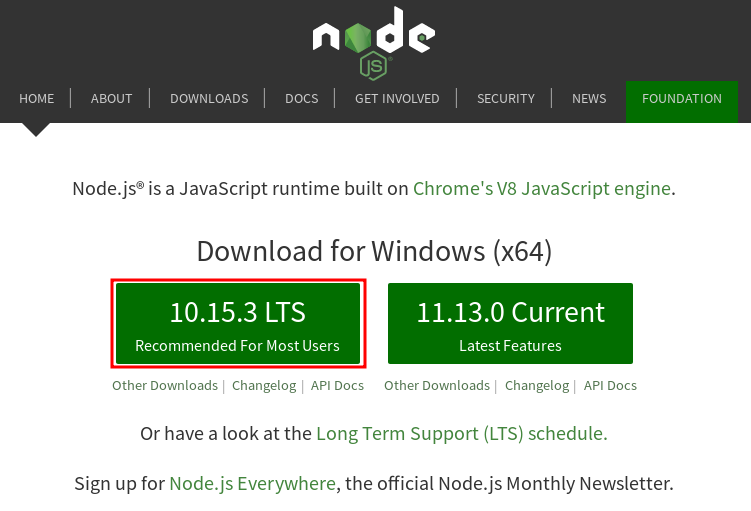 node
JS
HOME
ABOUT
DOWNLOADS
DOCS
GET INVOLVED
SECURITY
NEWS
FOUNDATION
Node.js® is a JavaScript runtime built on Chrome's V8 JavaScript engine.
Download for Windows (x64)
10.15.3 LTS
Recommended For Most Users
11.13.0 Current
Latest Features
Other Downloads | Changelog | API Docs
Other Downloads | Changelog | API Docs
Or have a look at the Long Term Support (LTS) schedule.
Sign up for Node.js Everywhere, the official Node.js Monthly Newsletter.